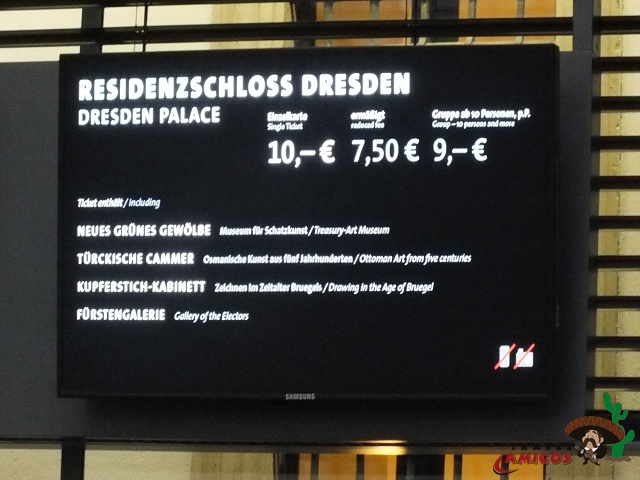 RESIDENZSCHLOSS DRESDEN
DRESDEN PALACE
Einzelkarte ermäßigt Gruppe ab 10 Personen, p.P.
Single Ticket reduced fee Group ~10 persons and more
10,– € 7,50 € 9,– €
Ticket enthält / including
NEUES GRÜNES GEWÖLBE Museum für Schatzkunst / Treasury-Art Museum
TÜRCKISCHE CAMMER Osmanische Kunst aus fünf Jahrhunderten / Ottoman Art from five centuries
KUPFERSTICH-KABINETT Zeichnen im Zeitalter Bruegels / Drawing in the Age of Bruegel
FÜRSTENGALERIE Gallery of the Electors
SAMSUNG
CAMICOS